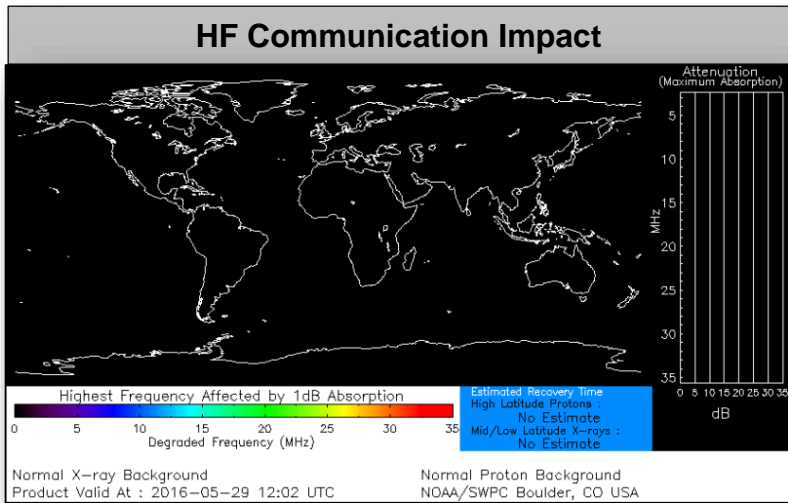 HF Communication Impact
Attenuation
(Maximum Absorption)
5
10
15
20
25
30
35
MHz
0 5 10 15 20 25 30 35
dB
Highest Frequency Affected by 1dB Absorption
0 5 10 15 20 25 30 35
Degraded Frequency (MHz)
Estimated Recovery Time
High Latitude Protons :
No Estimate
Mid/Low Latitude X-rays :
No Estimate
Normal X-ray Background
Normal Proton Background
Product Valid At : 2016-05-29 12:02 UTC
NOAA/SWPC Boulder, CO USA